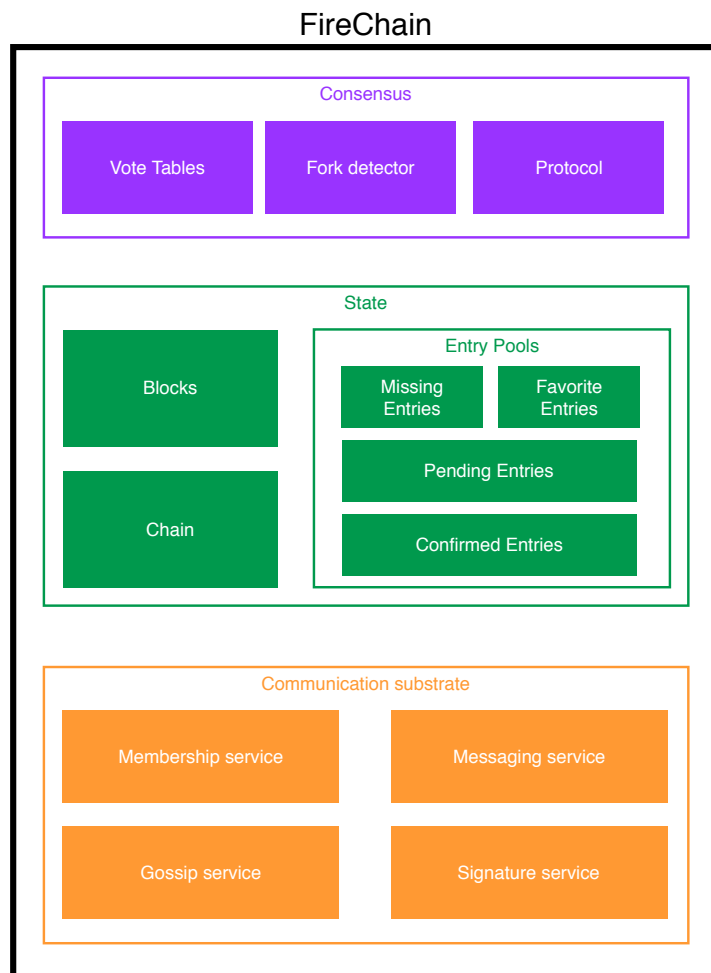 FireChain
Consensus
Vote Tables
Fork detector
Protocol
State
Blocks
Chain
Entry Pools
Missing
Entries
Favorite
Entries
Pending Entries
Confirmed Entries
Communication substrate
Membership service
Messaging service
Gossip service
Signature service